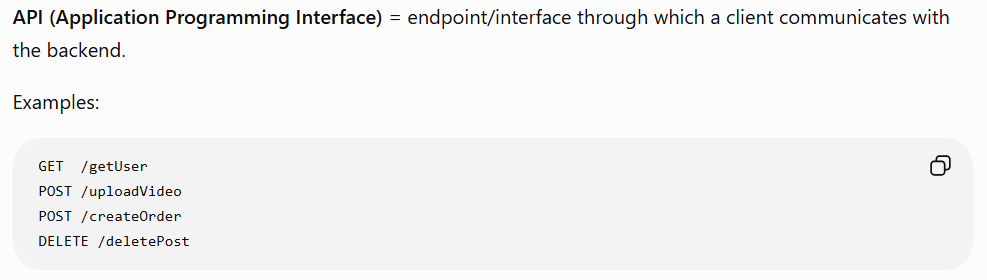 API (Application Programming Interface) = endpoint/interface through which a client communicates with
the backend.
Examples:
GET  /getUser
POST /uploadVideo
POST /createOrder
DELETE /deletePost